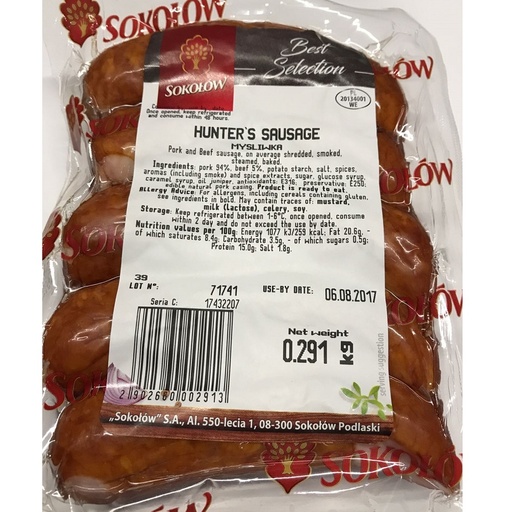 SOKOŁÓW
SOKOŁÓW
Best
Selection
PL
20134001
WE
Once opened, keep refrigerated
and consume within 48 hours.
HUNTER'S SAUSAGE
MYSLIWKA
Pork and Beef sausage, on average shredded, smoked,
steamed, baked.
Ingredients: pork 94%, beef 5%, potato starch, salt, spices,
aromas (including smoke) and spice extracts, sugar, glucose syrup,
caramel syrup, oil juniper, antioxidants: E316, preservative: E250,
edible natural pork casing. Product is ready to eat.
Allergy Advice: For allergens, including cereals containing gluten,
see ingredients in bold. May contain traces of: mustard,
milk (lactose), celery, soy.
Storage: Keep refrigerated between 1-6°C, once opened, consume
within 2 day and do not exceed the use by date.
Nutrition values per 100g: Energy 1077 kJ/259 kcal; Fat 20.6g, -
of which saturates 8.4g; Carbohydrate 3.5g, - of which sugars 0.5g;
Protein 15.0g; Salt 1.8g.
39
LOT Nº: 71741 USE-BY DATE: 06.08.2017
Seria C: 17432207
Net weight
0.291 kg
2 902660 002913
serving suggestion
„Sokołów" S.A., Al. 550-lecia 1, 08-300 Sokołów Podlaski
SOKOŁÓW